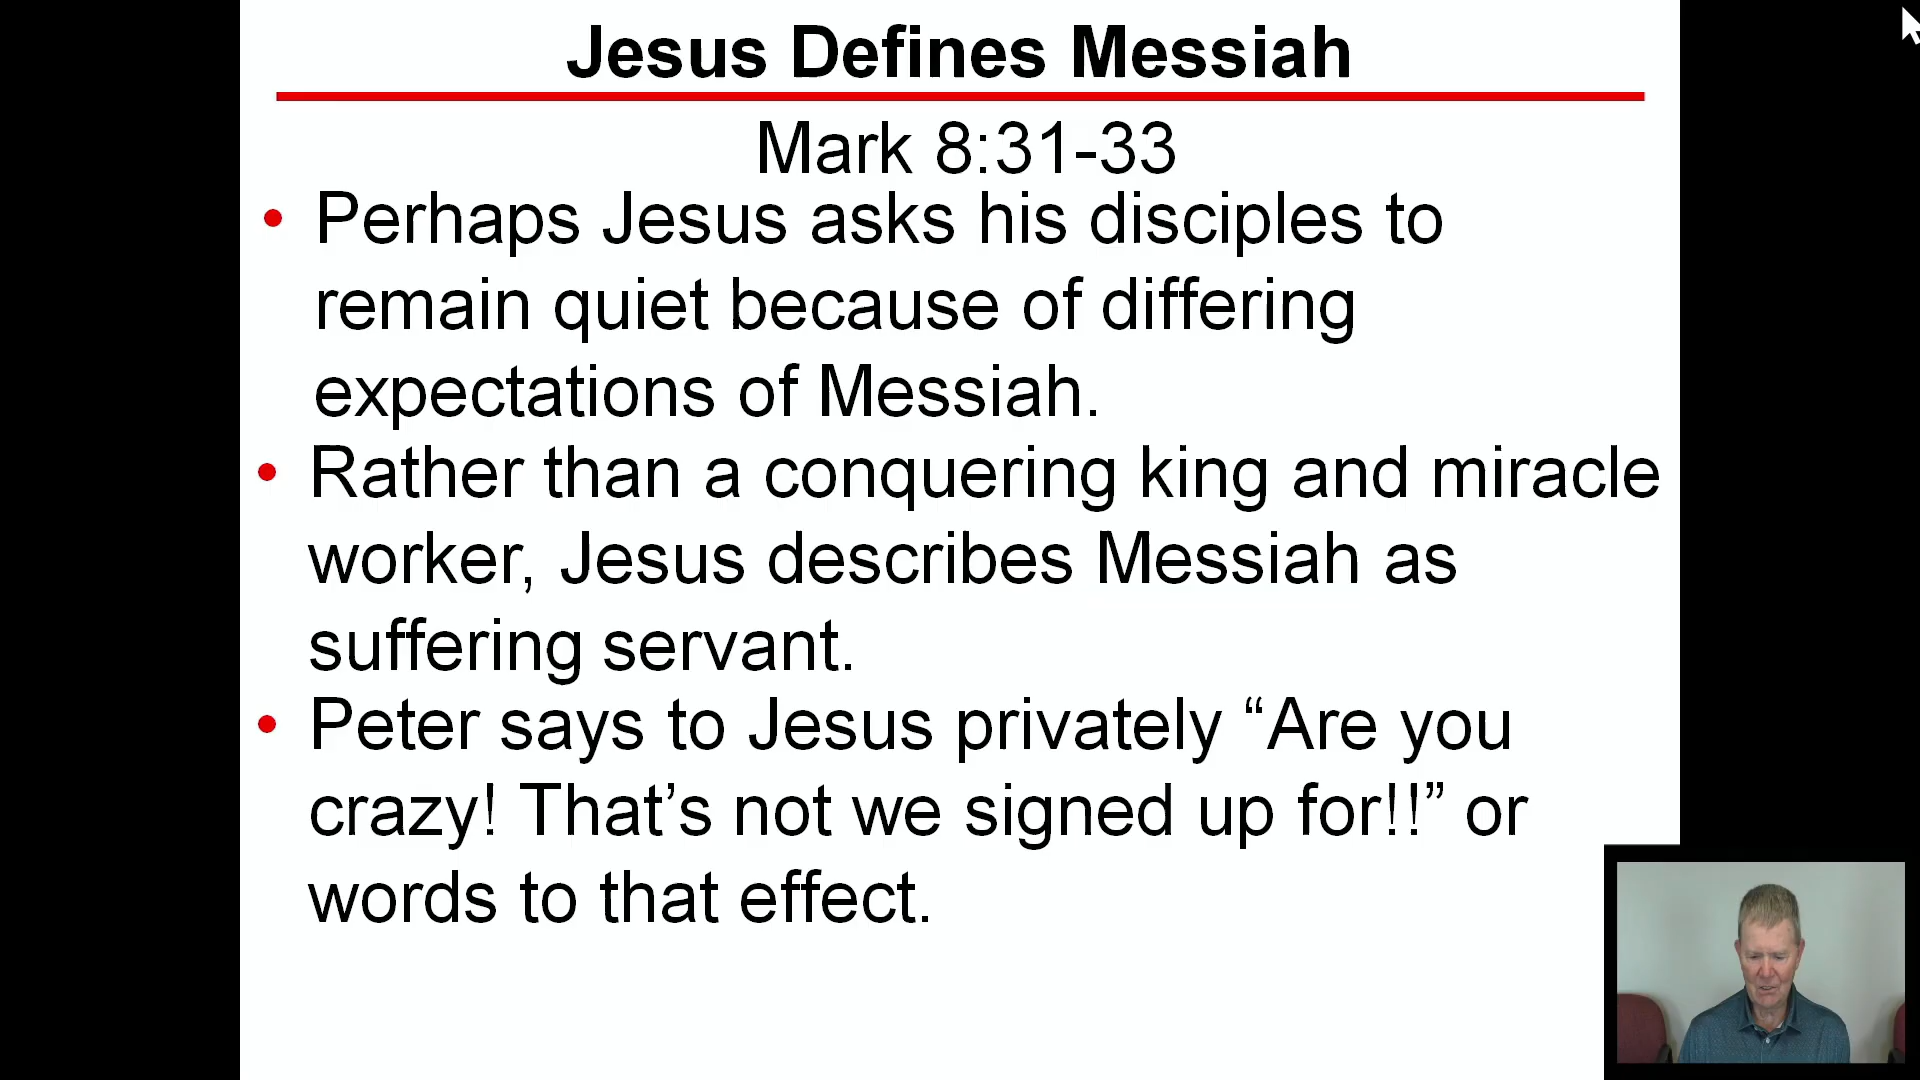 Jesus Defines Messiah
Mark 8:31-33
• Perhaps Jesus asks his disciples to
remain quiet because of differing
expectations of Messiah.
• Rather than a conquering king and miracle
worker, Jesus describes Messiah as
suffering servant.
• Peter says to Jesus privately “Are you
crazy! That’s not we signed up for!!” or
words to that effect.